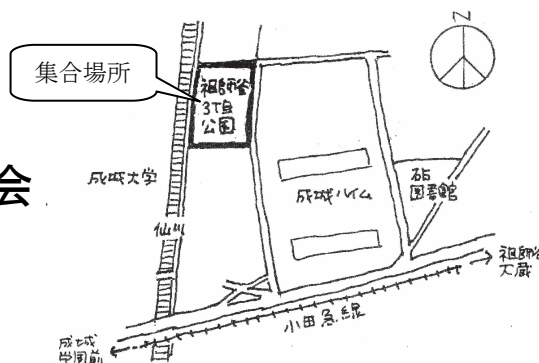 集合場所
祖師谷
3丁目
公園
会
成城大学
仙川
成城ハイム
砧
図書館
祖師谷
大蔵
小田急線
成城
学園前
N